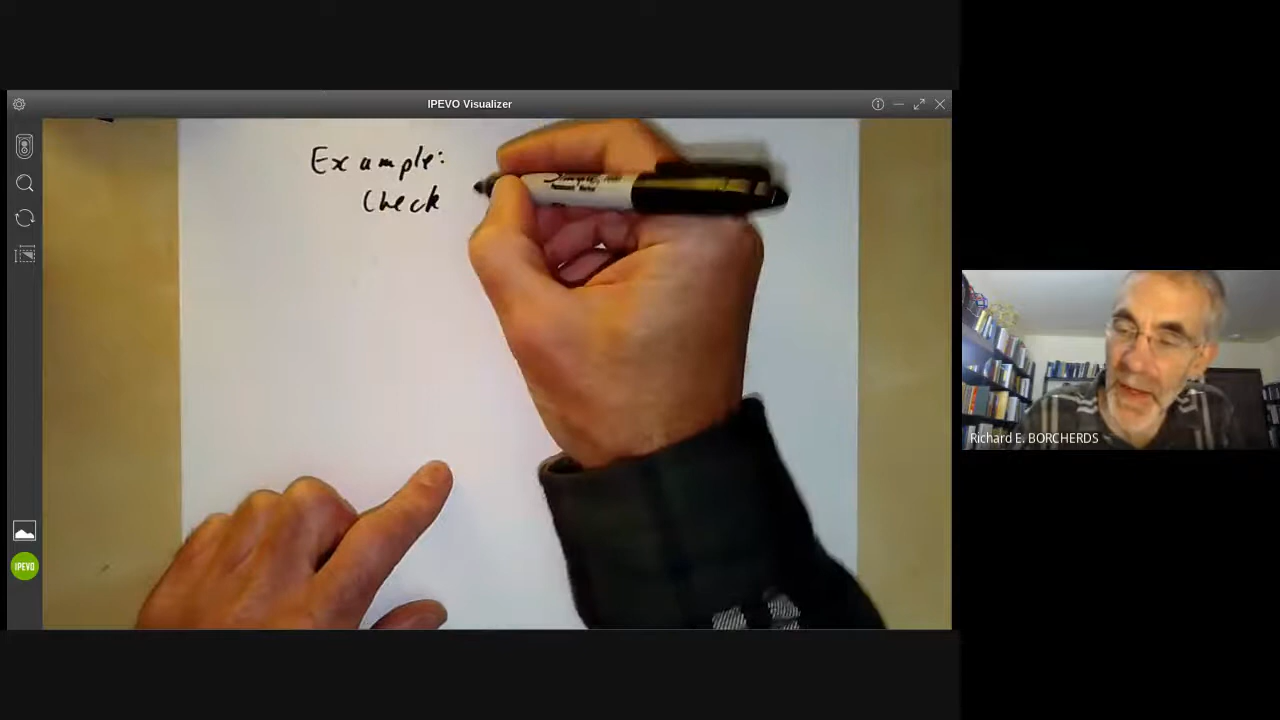 IPEVO Visualizer
Example:
Check
IPEVO
Richard E. BORCHERDS